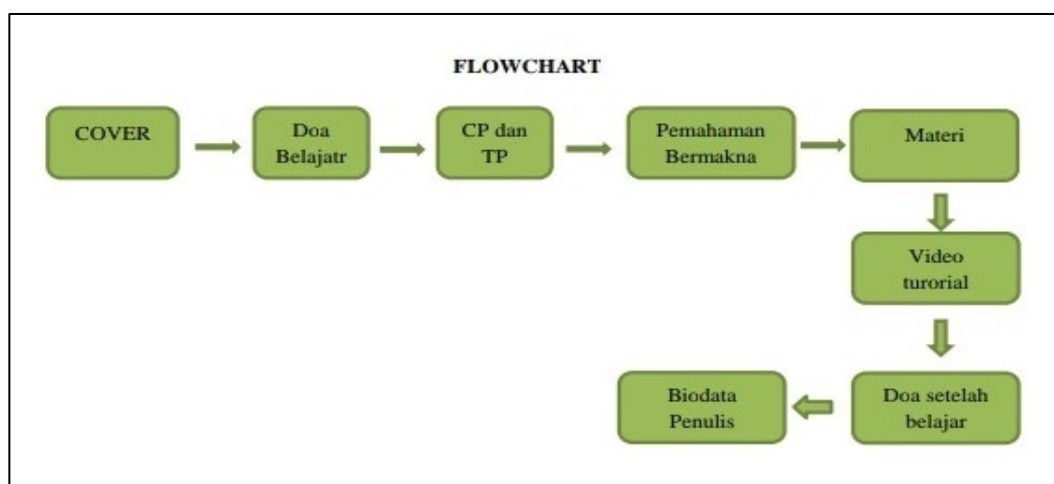 FLOWCHART
COVER
Doa
Belajatr
CP dan
TP
Pemahaman
Bermakna
Materi
Video
turorial
Doa setelah
belajar
Biodata
Penulis